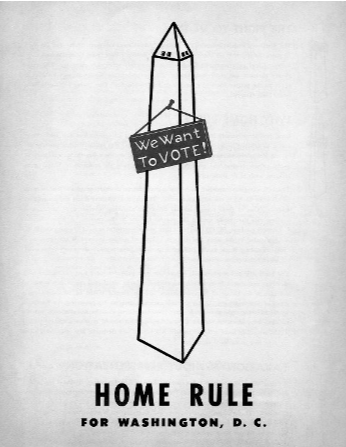 We Want
To VOTE!
HOME RULE
FOR WASHINGTON, D. C.